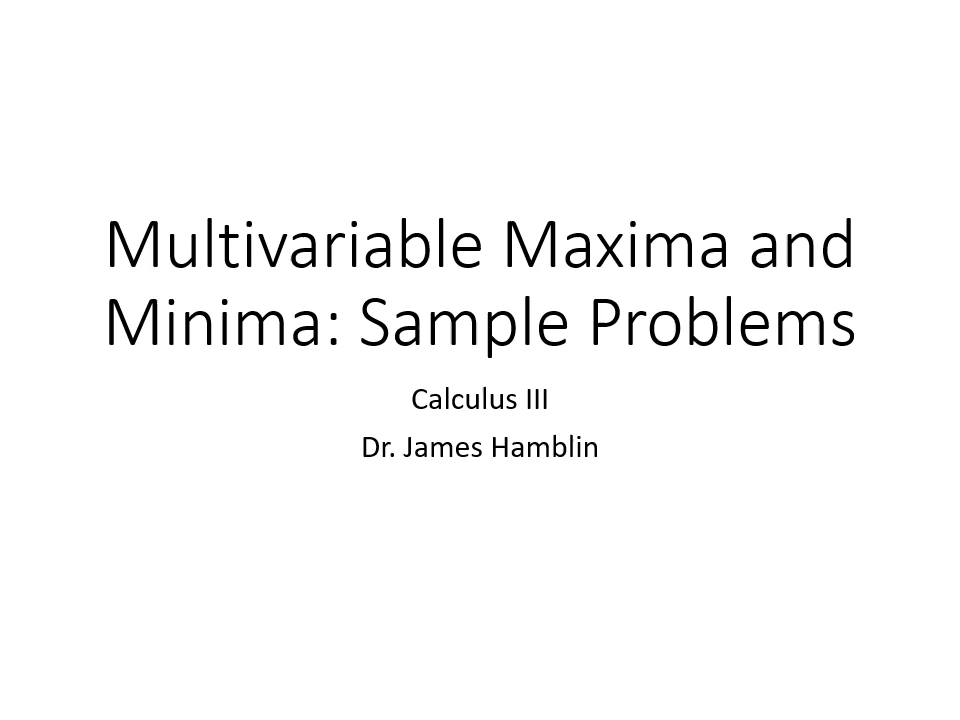 Multivariable Maxima and
Minima: Sample Problems
Calculus III
Dr. James Hamblin